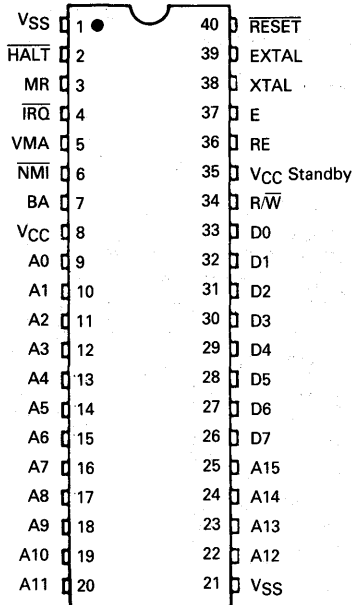 VSS 1 40 RESET
HALT 2 39 EXTAL
MR 3 38 XTAL
IRQ 4 37 E
VMA 5 36 RE
NMI 6 35 VCC Standby
BA 7 34 R/W
VCC 8 33 D0
A0 9 32 D1
A1 10 31 D2
A2 11 30 D3
A3 12 29 D4
A4 13 28 D5
A5 14 27 D6
A6 15 26 D7
A7 16 25 A15
A8 17 24 A14
A9 18 23 A13
A10 19 22 A12
A11 20 21 VSS